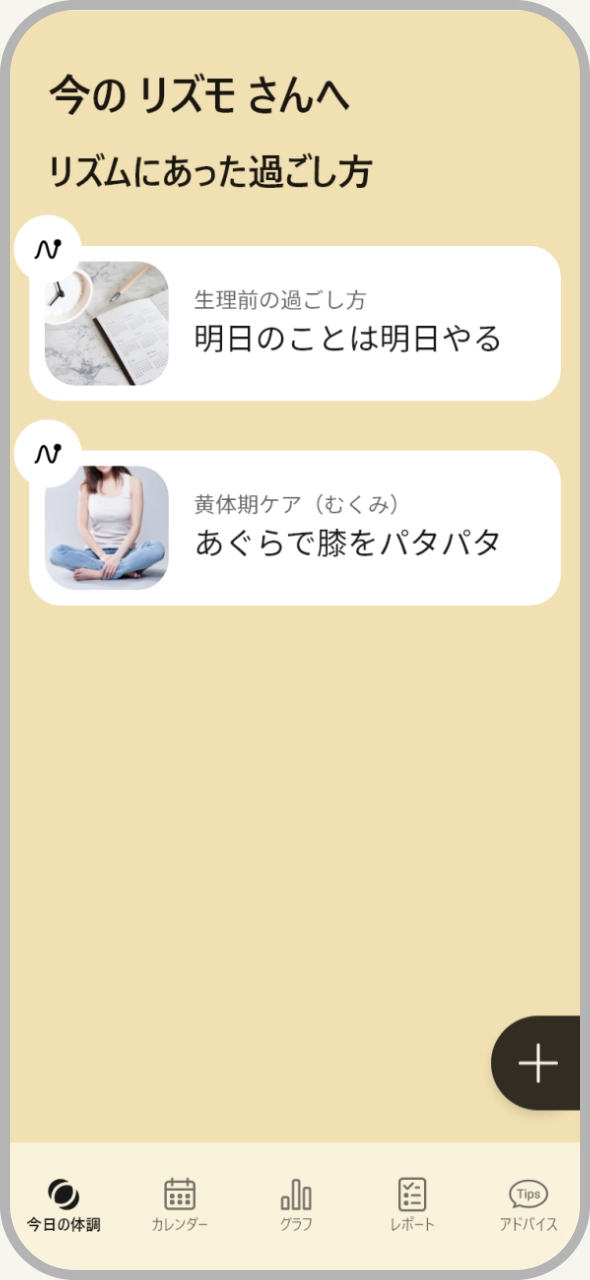 今の リズモ さんへ
リズムにあった過ごし方
生理前の過ごし方
明日のことは明日やる
黄体期ケア（むくみ）
あぐらで膝をパタパタ
今日の体調
カレンダー
グラフ
レポート
Tips
アドバイス